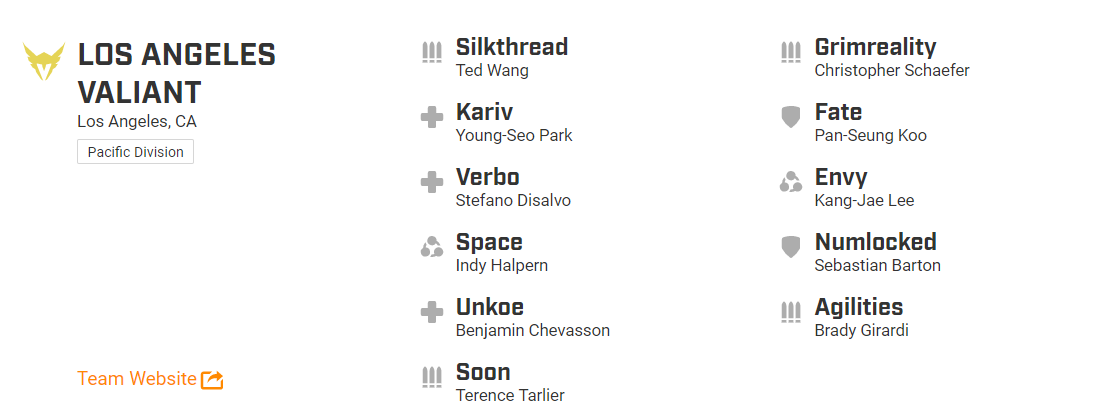 LOS ANGELES
VALIANT
Los Angeles, CA
Pacific Division
Team Website
Silkthread
Ted Wang
Kariv
Young-Seo Park
Verbo
Stefano Disalvo
Space
Indy Halpern
Unkoe
Benjamin Chevasson
Soon
Terence Tarlier
Grimreality
Christopher Schaefer
Fate
Pan-Seung Koo
Envy
Kang-Jae Lee
Numlocked
Sebastian Barton
Agilities
Brady Girardi